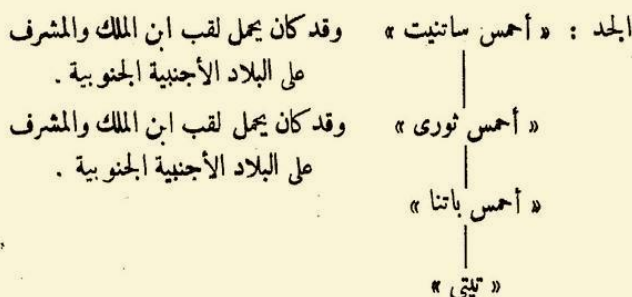 الجد : « أحمس ساتنيت » وقد كان يحمل لقب ابن الملك والمشرف
على البلاد الأجنبية الجنوبية .
« أحمس ثورى » وقد كان يحمل لقب ابن الملك والمشرف
على البلاد الأجنبية الجنوبية .
« أحمس باتنا »
« تيتى »